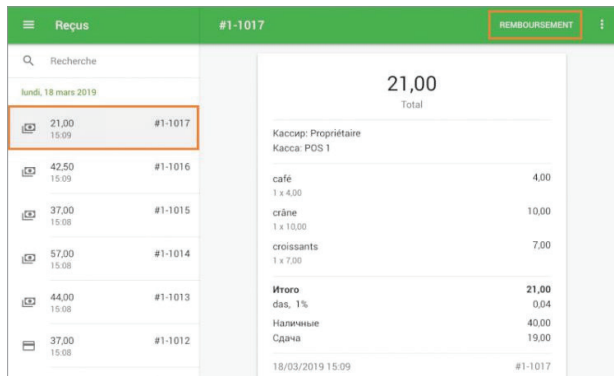 Reçus
Recherche
lundi, 18 mars 2019
21,00 #1-1017
15:09
42,50 #1-1016
15:09
37,00 #1-1015
15:08
57,00 #1-1014
15:08
44,00 #1-1013
15:08
37,00 #1-1012
15:08
#1-1017 REMBOURSEMENT
21,00
Total
Кассир: Propriétaire
Касса: POS 1
café 4,00
1 x 4,00
crâne 10,00
1 x 10,00
croissants 7,00
1 x 7,00
Итого 21,00
das, 1% 0,04
Наличные 40,00
Сдача 19,00
18/03/2019 15:09 #1-1017